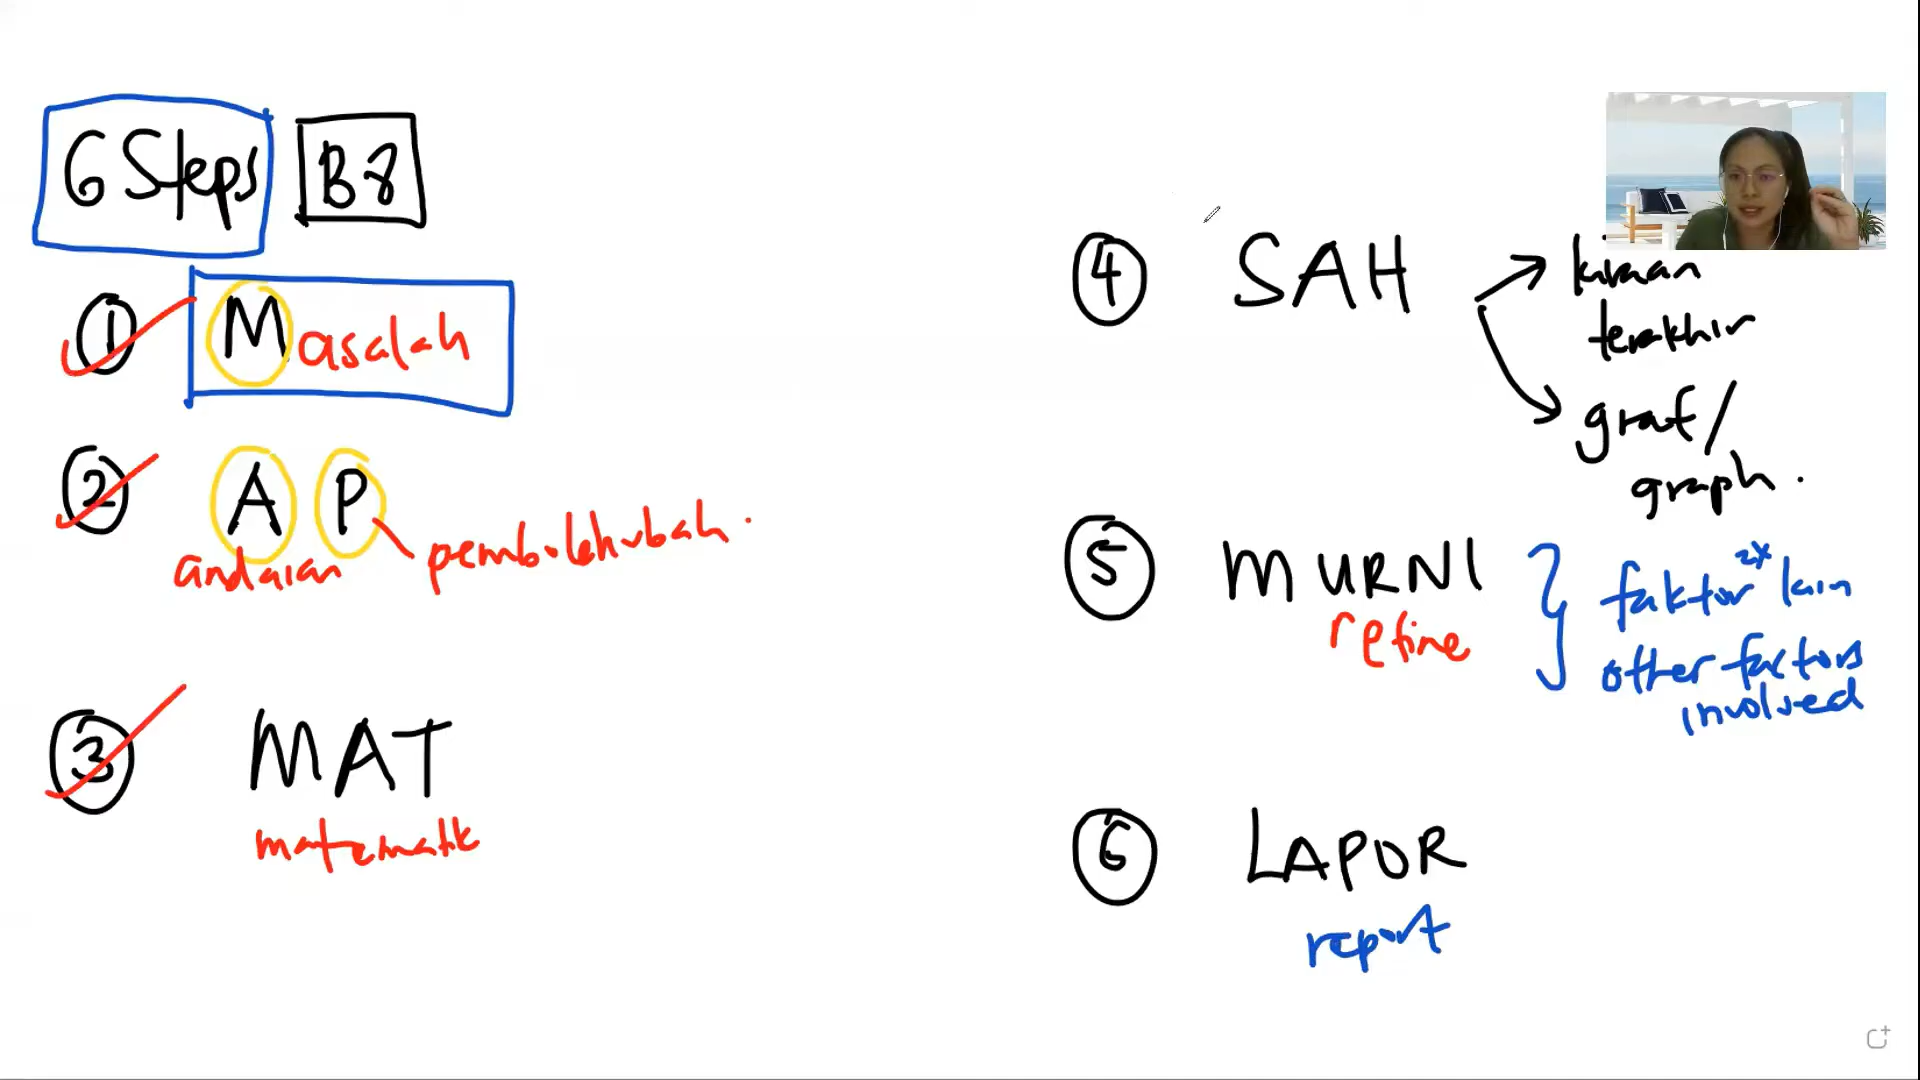 6 Steps B8
① Masalah
② A P
andaian pembolehubah.
③ MAT
matematik
④ SAH
kiraan
terakhir
graf/
graph.
⑤ MURNI
refine
faktor2x lain
other factors
involved
⑥ LAPOR
report